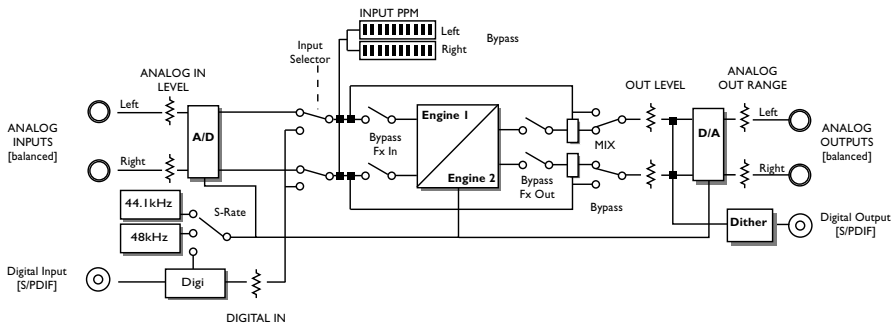 INPUT PPM
Left
Right
Bypass
Input
Selector
ANALOG IN
LEVEL
OUT LEVEL
ANALOG
OUT RANGE
Left
Left
ANALOG
INPUTS
[balanced]
A/D
Bypass
Fx In
Engine 1
Engine 2
MIX
D/A
ANALOG
OUTPUTS
[balanced]
Right
Right
Bypass
Fx Out
Bypass
44.1kHz
S-Rate
48kHz
Dither
Digital Output
[S/PDIF]
Digital Input
[S/PDIF]
Digi
DIGITAL IN